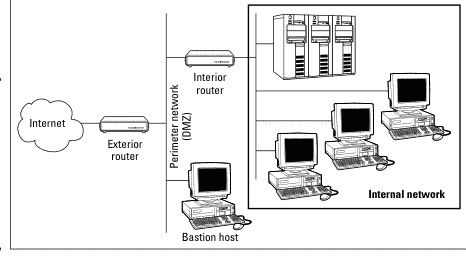 Internet
Exterior
router
Perimeter network
(DMZ)
Interior
router
Bastion host
Internal network